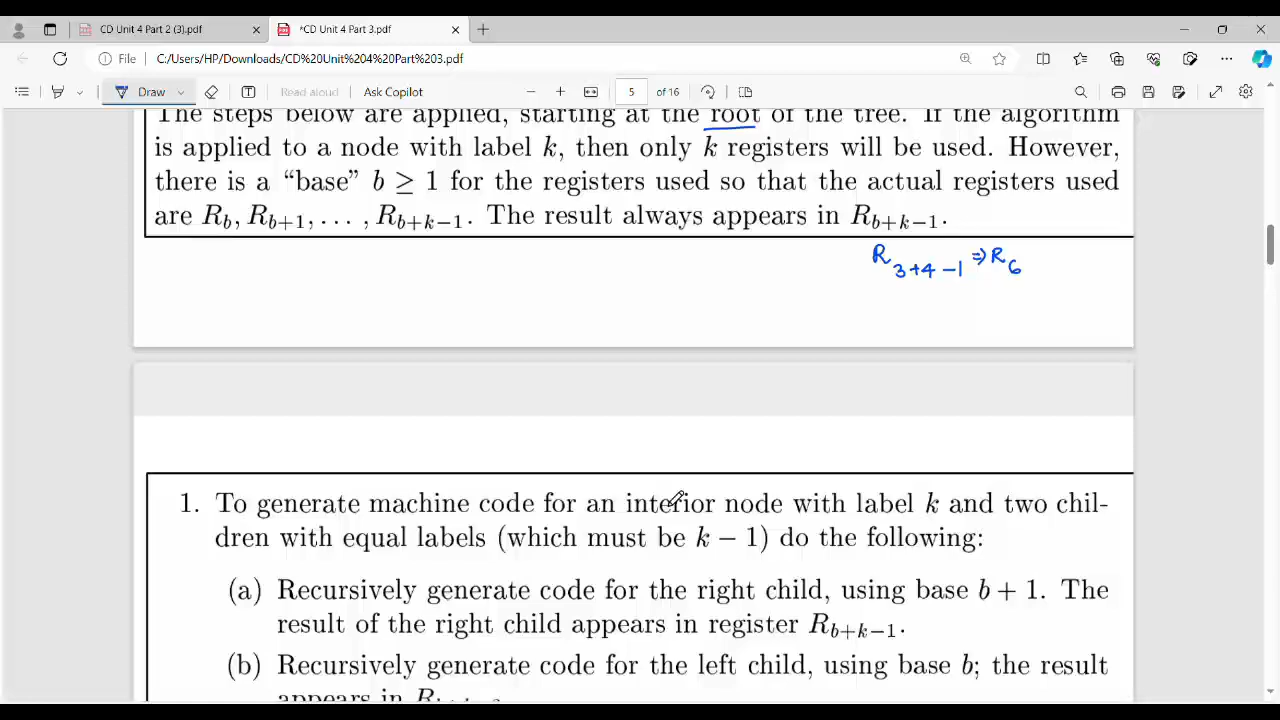 CD Unit 4 Part 2 (3).pdf
*CD Unit 4 Part 3.pdf
File
C:/Users/HP/Downloads/CD%20Unit%204%20Part%203.pdf
Draw
Read aloud
Ask Copilot
5
of 16
The steps below are applied, starting at the root of the tree. If the algorithm
is applied to a node with label k, then only k registers will be used. However,
there is a “base” b ≥ 1 for the registers used so that the actual registers used
are R_b, R_{b+1}, . . . , R_{b+k−1}. The result always appears in R_{b+k−1}.
R_{3+4−1} ⇒ R_6
1. To generate machine code for an interior node with label k and two chil-
dren with equal labels (which must be k − 1) do the following:
(a) Recursively generate code for the right child, using base b + 1. The
result of the right child appears in register R_{b+k−1}.
(b) Recursively generate code for the left child, using base b; the result
appears in